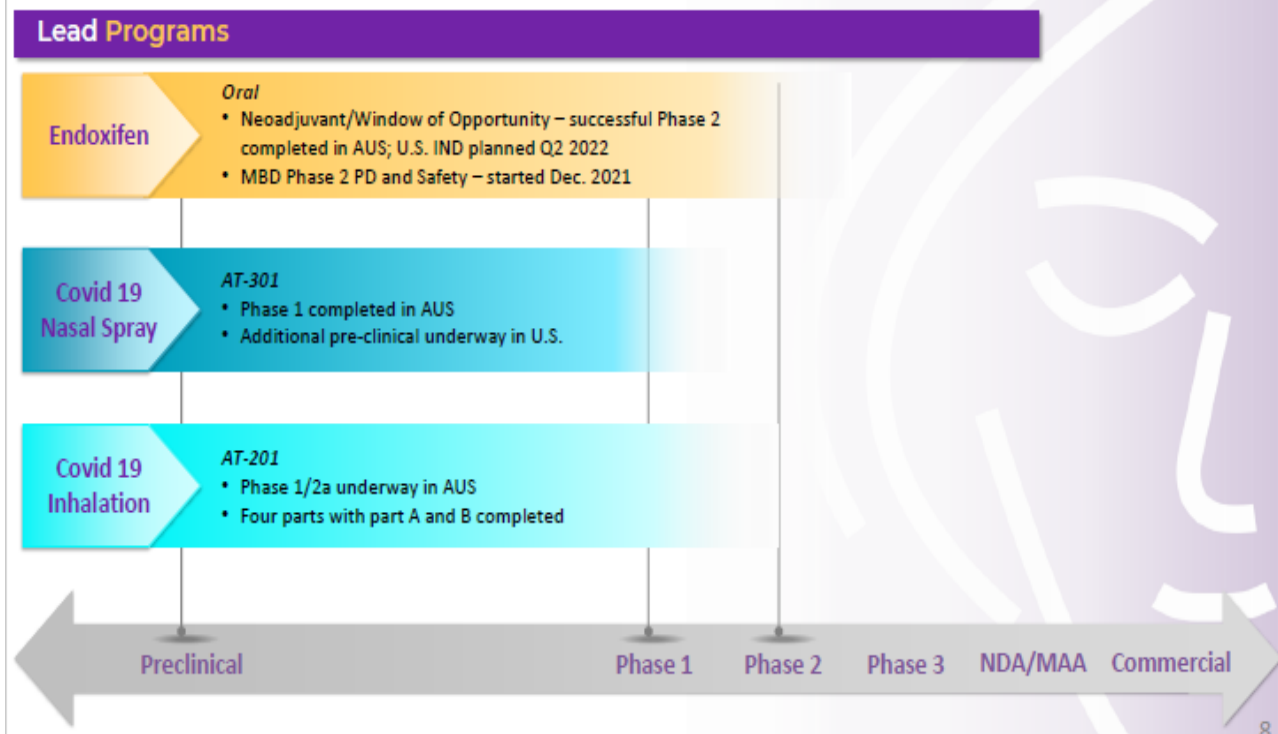 Lead Programs
Endoxifen
Oral
• Neoadjuvant/Window of Opportunity – successful Phase 2
completed in AUS; U.S. IND planned Q2 2022
• MBD Phase 2 PD and Safety – started Dec. 2021
Covid 19
Nasal Spray
AT-301
• Phase 1 completed in AUS
• Additional pre-clinical underway in U.S.
Covid 19
Inhalation
AT-201
• Phase 1/2a underway in AUS
• Four parts with part A and B completed
Preclinical
Phase 1
Phase 2
Phase 3
NDA/MAA
Commercial
8